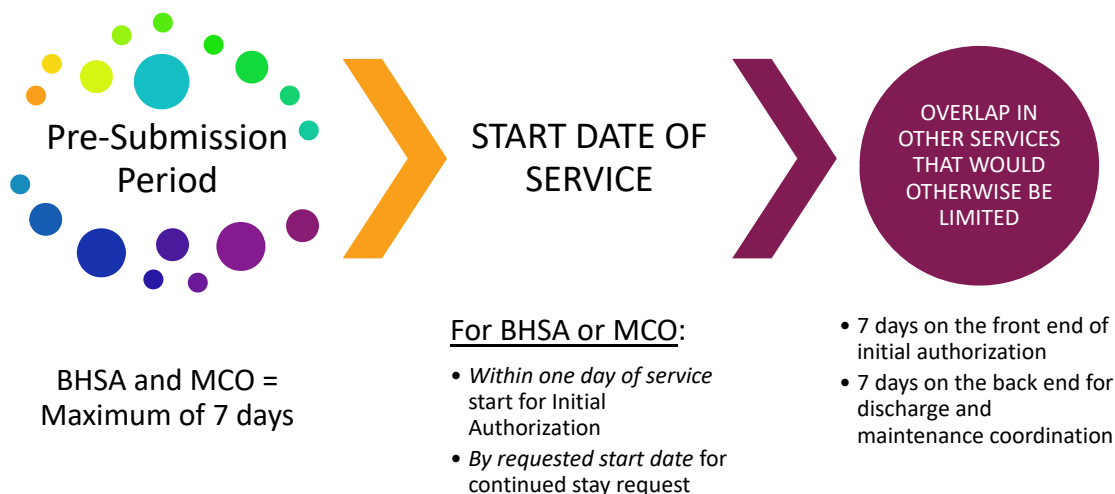 Pre-Submission
Period
BHSA and MCO =
Maximum of 7 days
START DATE OF
SERVICE
For BHSA or MCO:
• Within one day of service
start for Initial
Authorization
• By requested start date for
continued stay request
OVERLAP IN
OTHER SERVICES
THAT WOULD
OTHERWISE BE
LIMITED
• 7 days on the front end of
initial authorization
• 7 days on the back end for
discharge and
maintenance coordination